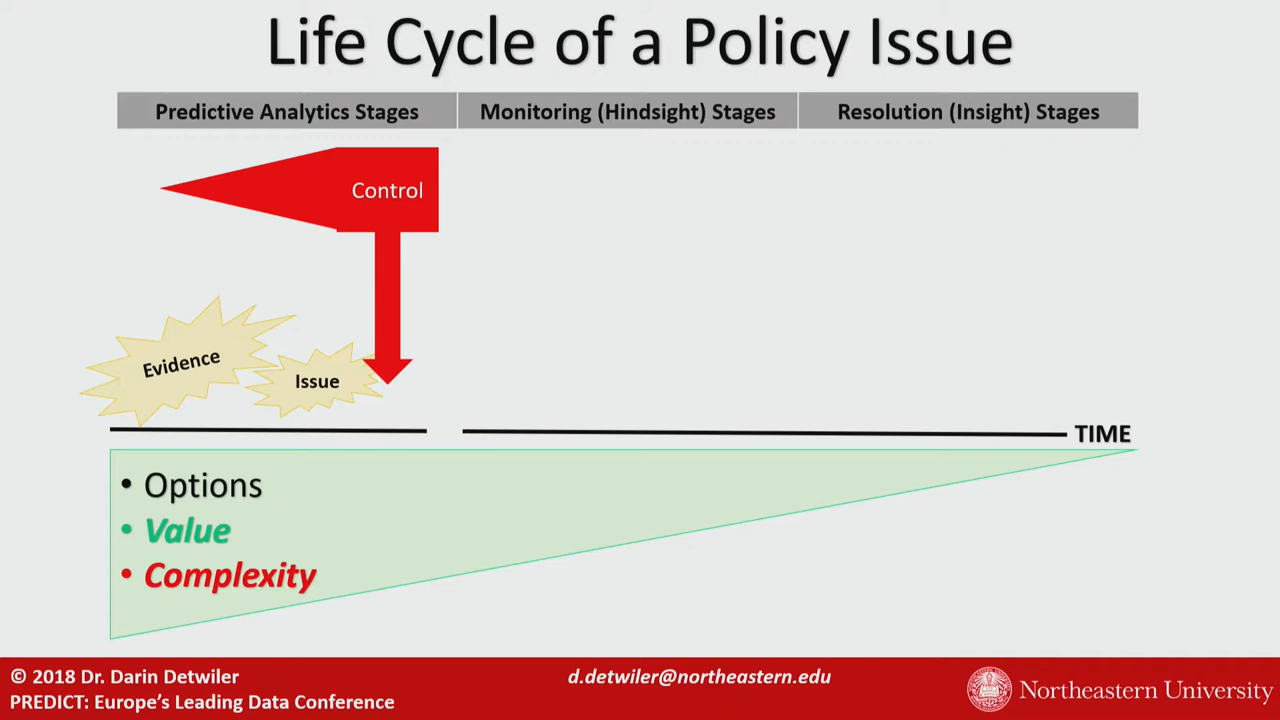 Life Cycle of a Policy Issue
Predictive Analytics Stages
Monitoring (Hindsight) Stages
Resolution (Insight) Stages
Control
Evidence
Issue
TIME
• Options
• Value
• Complexity
© 2018 Dr. Darin Detwiler
d.detwiler@northeastern.edu
PREDICT: Europe's Leading Data Conference
Northeastern University